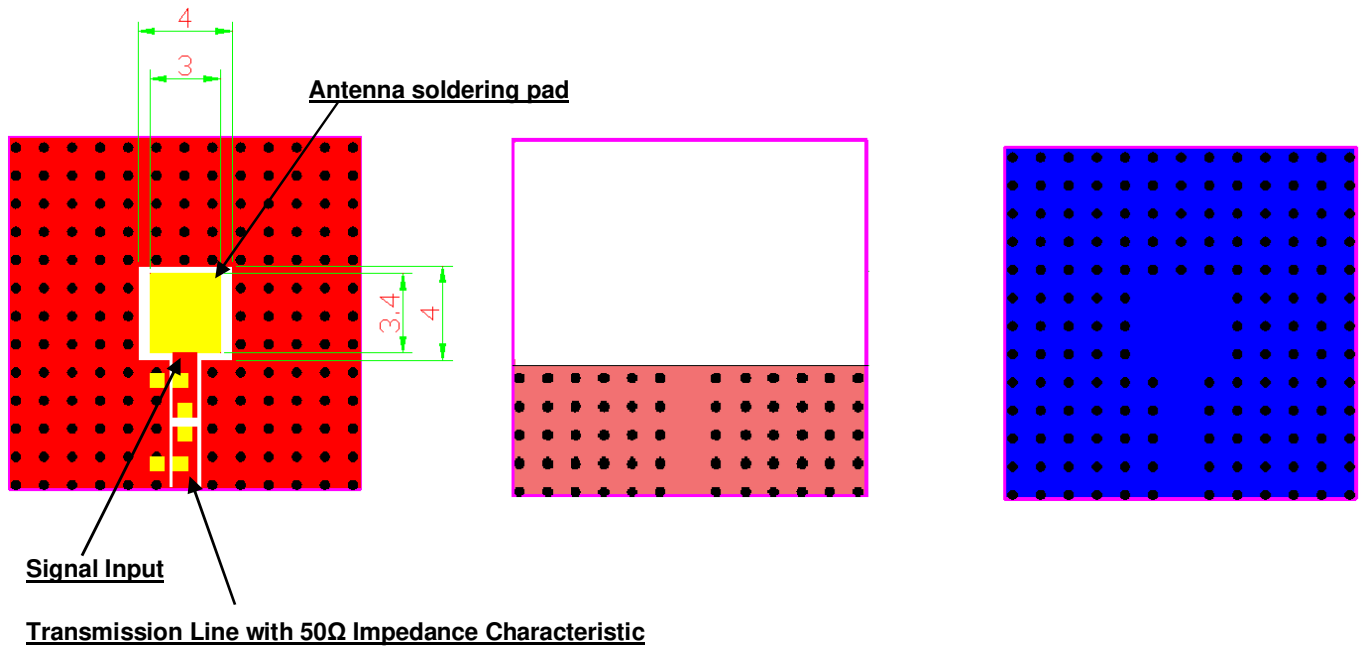 4
3
Antenna soldering pad
3.4
4
Signal Input
Transmission Line with 50Ω Impedance Characteristic